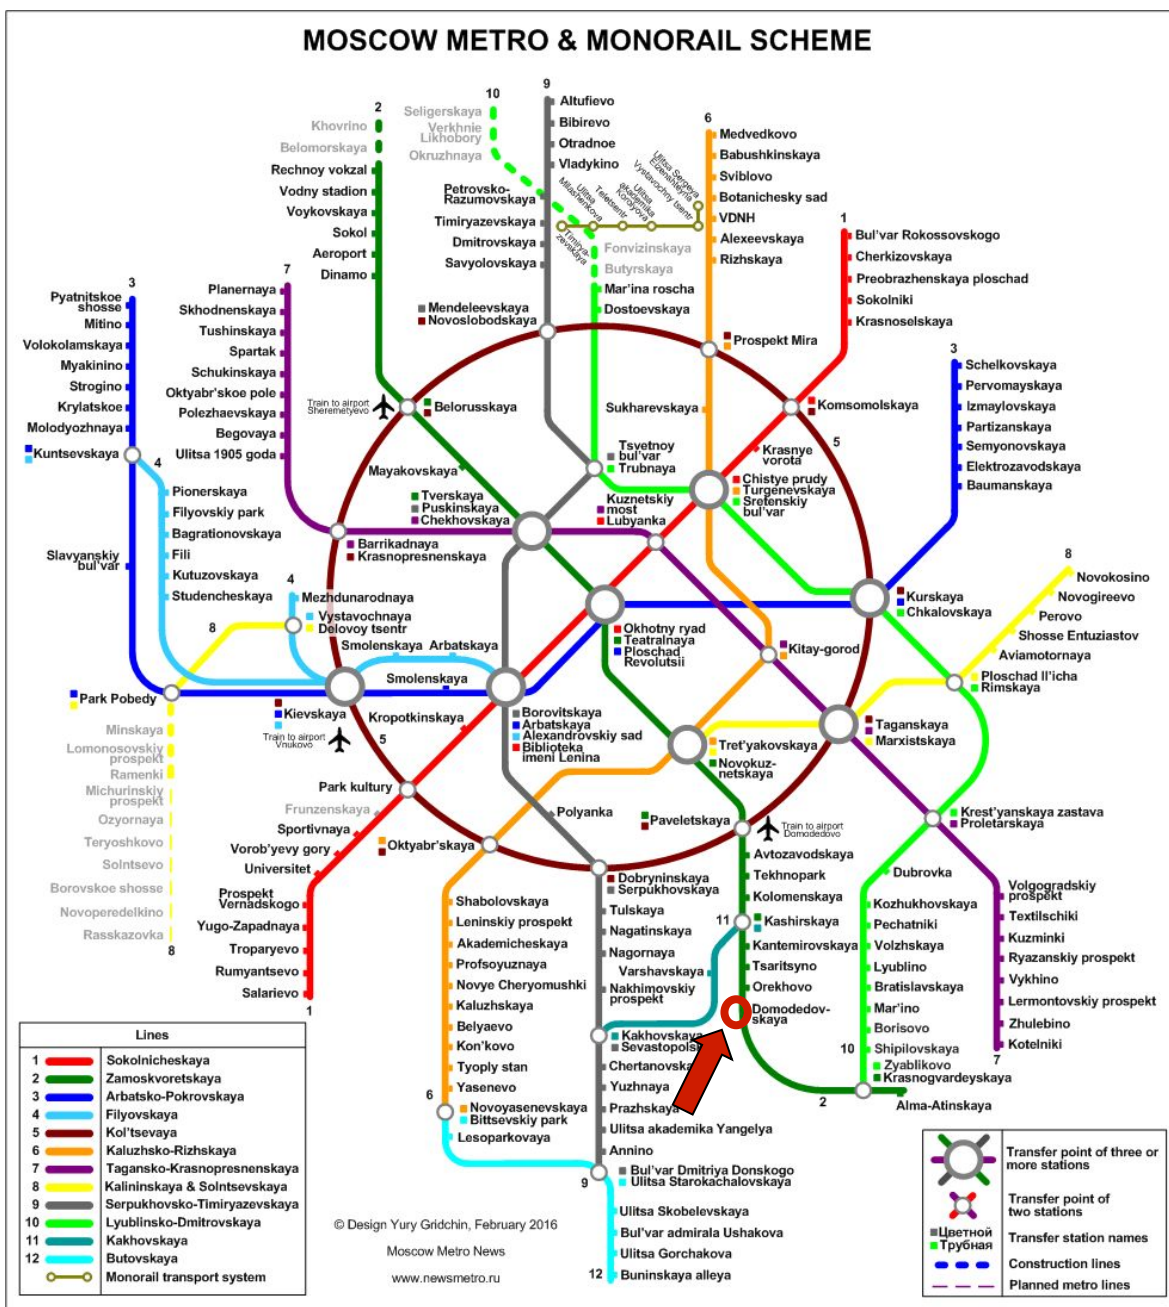 MOSCOW METRO & MONORAIL SCHEME
2
Khovrino
Belomorskaya
Rechnoy vokzal
Vodny stadion
Voykovskaya
Sokol
Aeroport
Dinamo
10
Seligerskaya
Verkhnie
Likhobory
Okruzhnaya
9
Altufievo
Bibirevo
Otradnoe
Vladykino
Petrovsko-
Razumovskaya
Timiryazevskaya
Dmitrovskaya
Savyolovskaya
Timirya-
zevskaya
Ulitsa
Milashenkova
Teletsentr
Ulitsa
akademika
Korolyova
Vystavochny tsentr
Ulitsa Sergeya
Eizenshteyna
Fonvizinskaya
Butyrskaya
Mar'ina roscha
Dostoevskaya
6
Medvedkovo
Babushkinskaya
Sviblovo
Botanichesky sad
VDNH
Alexeevskaya
Rizhskaya
1
Bul'var Rokossovskogo
Cherkizovskaya
Preobrazhenskaya ploschad
Sokolniki
Krasnoselskaya
3
Pyatnitskoe
shosse
Mitino
Volokolamskaya
Myakinino
Strogino
Krylatskoe
Molodyozhnaya
Kuntsevskaya
7
Planernaya
Skhodnenskaya
Tushinskaya
Spartak
Schukinskaya
Oktyabr'skoe pole
Polezhaevskaya
Begovaya
Ulitsa 1905 goda
Mendeleevskaya
Novoslobodskaya
Prospekt Mira
3
Schelkovskaya
Pervomayskaya
Izmaylovskaya
Partizanskaya
Semyonovskaya
Elektrozavodskaya
Baumanskaya
Train to airport
Sheremetyevo
Belorusskaya
Sukharevskaya
Komsomolskaya
5
4
Pionerskaya
Filyovskiy park
Bagrationovskaya
Fili
Kutuzovskaya
Studencheskaya
Mayakovskaya
Tverskaya
Puskinskaya
Chekhovskaya
Tsvetnoy
bul'var
Trubnaya
Kuznetskiy
most
Lubyanka
Krasnye
vorota
Chistye prudy
Turgenevskaya
Sretenskiy
bul'var
Barrikadnaya
Krasnopresnenskaya
Slavyanskiy
bul'var
4
Mezhdunarodnaya
Vystavochnaya
Delovoy tsentr
8
Smolenskaya
Arbatskaya
Smolenskaya
Okhotny ryad
Teatralnaya
Ploschad
Revolutsii
Kurskaya
Chkalovskaya
8
Novokosino
Novogireevo
Perovo
Shosse Entuziastov
Aviamotornaya
Kitay-gorod
Ploschad Il'icha
Rimskaya
Park Pobedy
Kievskaya
Train to airport
Vnukovo
5
Kropotkinskaya
Borovitskaya
Arbatskaya
Alexandrovskiy sad
Biblioteka
imeni Lenina
Tret'yakovskaya
Novokuz-
netskaya
Taganskaya
Marxistskaya
Minskaya
Lomonosovskiy
prospekt
Ramenki
Michurinskiy
prospekt
Ozyornaya
Teryoshkovo
Solntsevo
Borovskoe shosse
Novoperedelkino
Rasskazovka
8
Park kultury
Frunzenskaya
Sportivnaya
Vorob'yevy gory
Universitet
Prospekt
Vernadskogo
Yugo-Zapadnaya
Troparyevo
Rumyantsevo
Salarievo
1
Oktyabr'skaya
Polyanka
Paveletskaya
Train to airport
Domodedovo
Krest'yanskaya zastava
Proletarskaya
Dobryninskaya
Serpukhovskaya
Shabolovskaya
Leninskiy prospekt
Akademicheskaya
Profsoyuznaya
Novye Cheryomushki
Kaluzhskaya
Belyaevo
Kon'kovo
Tyoply stan
Yasenevo
6
Novoyasenevskaya
Bittsevskiy park
Lesoparkovaya
Tulskaya
Nagatinskaya
Nagornaya
Varshavskaya
Nakhimovskiy
prospekt
Kakhovskaya
Chertanovska
Yuzhnaya
Prazhskaya
Ulitsa akademika Yangelya
Annino
9
Bul'var Dmitriya Donskogo
Ulitsa Starokachalovskaya
Ulitsa Skobelevskaya
Bul'var admirala Ushakova
Ulitsa Gorchakova
12
Buninskaya alleya
Avtozavodskaya
Tekhnopark
Kolomenskaya
11
Kashirskaya
Kantemirovskaya
Tsaritsyno
Orekhovo
Domodedov-
skaya
2
Dubrovka
Kozhukhovskaya
Pechatniki
Volzhskaya
Lyublino
Bratislavskaya
Mar'ino
Borisovo
10
Shipilovskaya
Zyablikovo
Krasnogvardeyskaya
Alma-Atinskaya
Volgogradskiy
prospekt
Textilschiki
Kuzminki
Ryazanskiy prospekt
Vykhino
Lermontovskiy prospekt
Zhulebino
Kotelniki
7
Lines
1 Sokolnicheskaya
2 Zamoskvoretskaya
3 Arbatsko-Pokrovskaya
4 Filyovskaya
5 Kol'tsevaya
6 Kaluzhsko-Rizhskaya
7 Tagansko-Krasnopresnenskaya
8 Kalininskaya & Solntsevskaya
9 Serpukhovsko-Timiryazevskaya
10 Lyublinsko-Dmitrovskaya
11 Kakhovskaya
12 Butovskaya
Monorail transport system
© Design Yury Gridchin, February 2016
Moscow Metro News
www.newsmetro.ru
Transfer point of three or
more stations
Transfer point of
two stations
Цветной
Трубная
Transfer station names
Construction lines
Planned metro lines